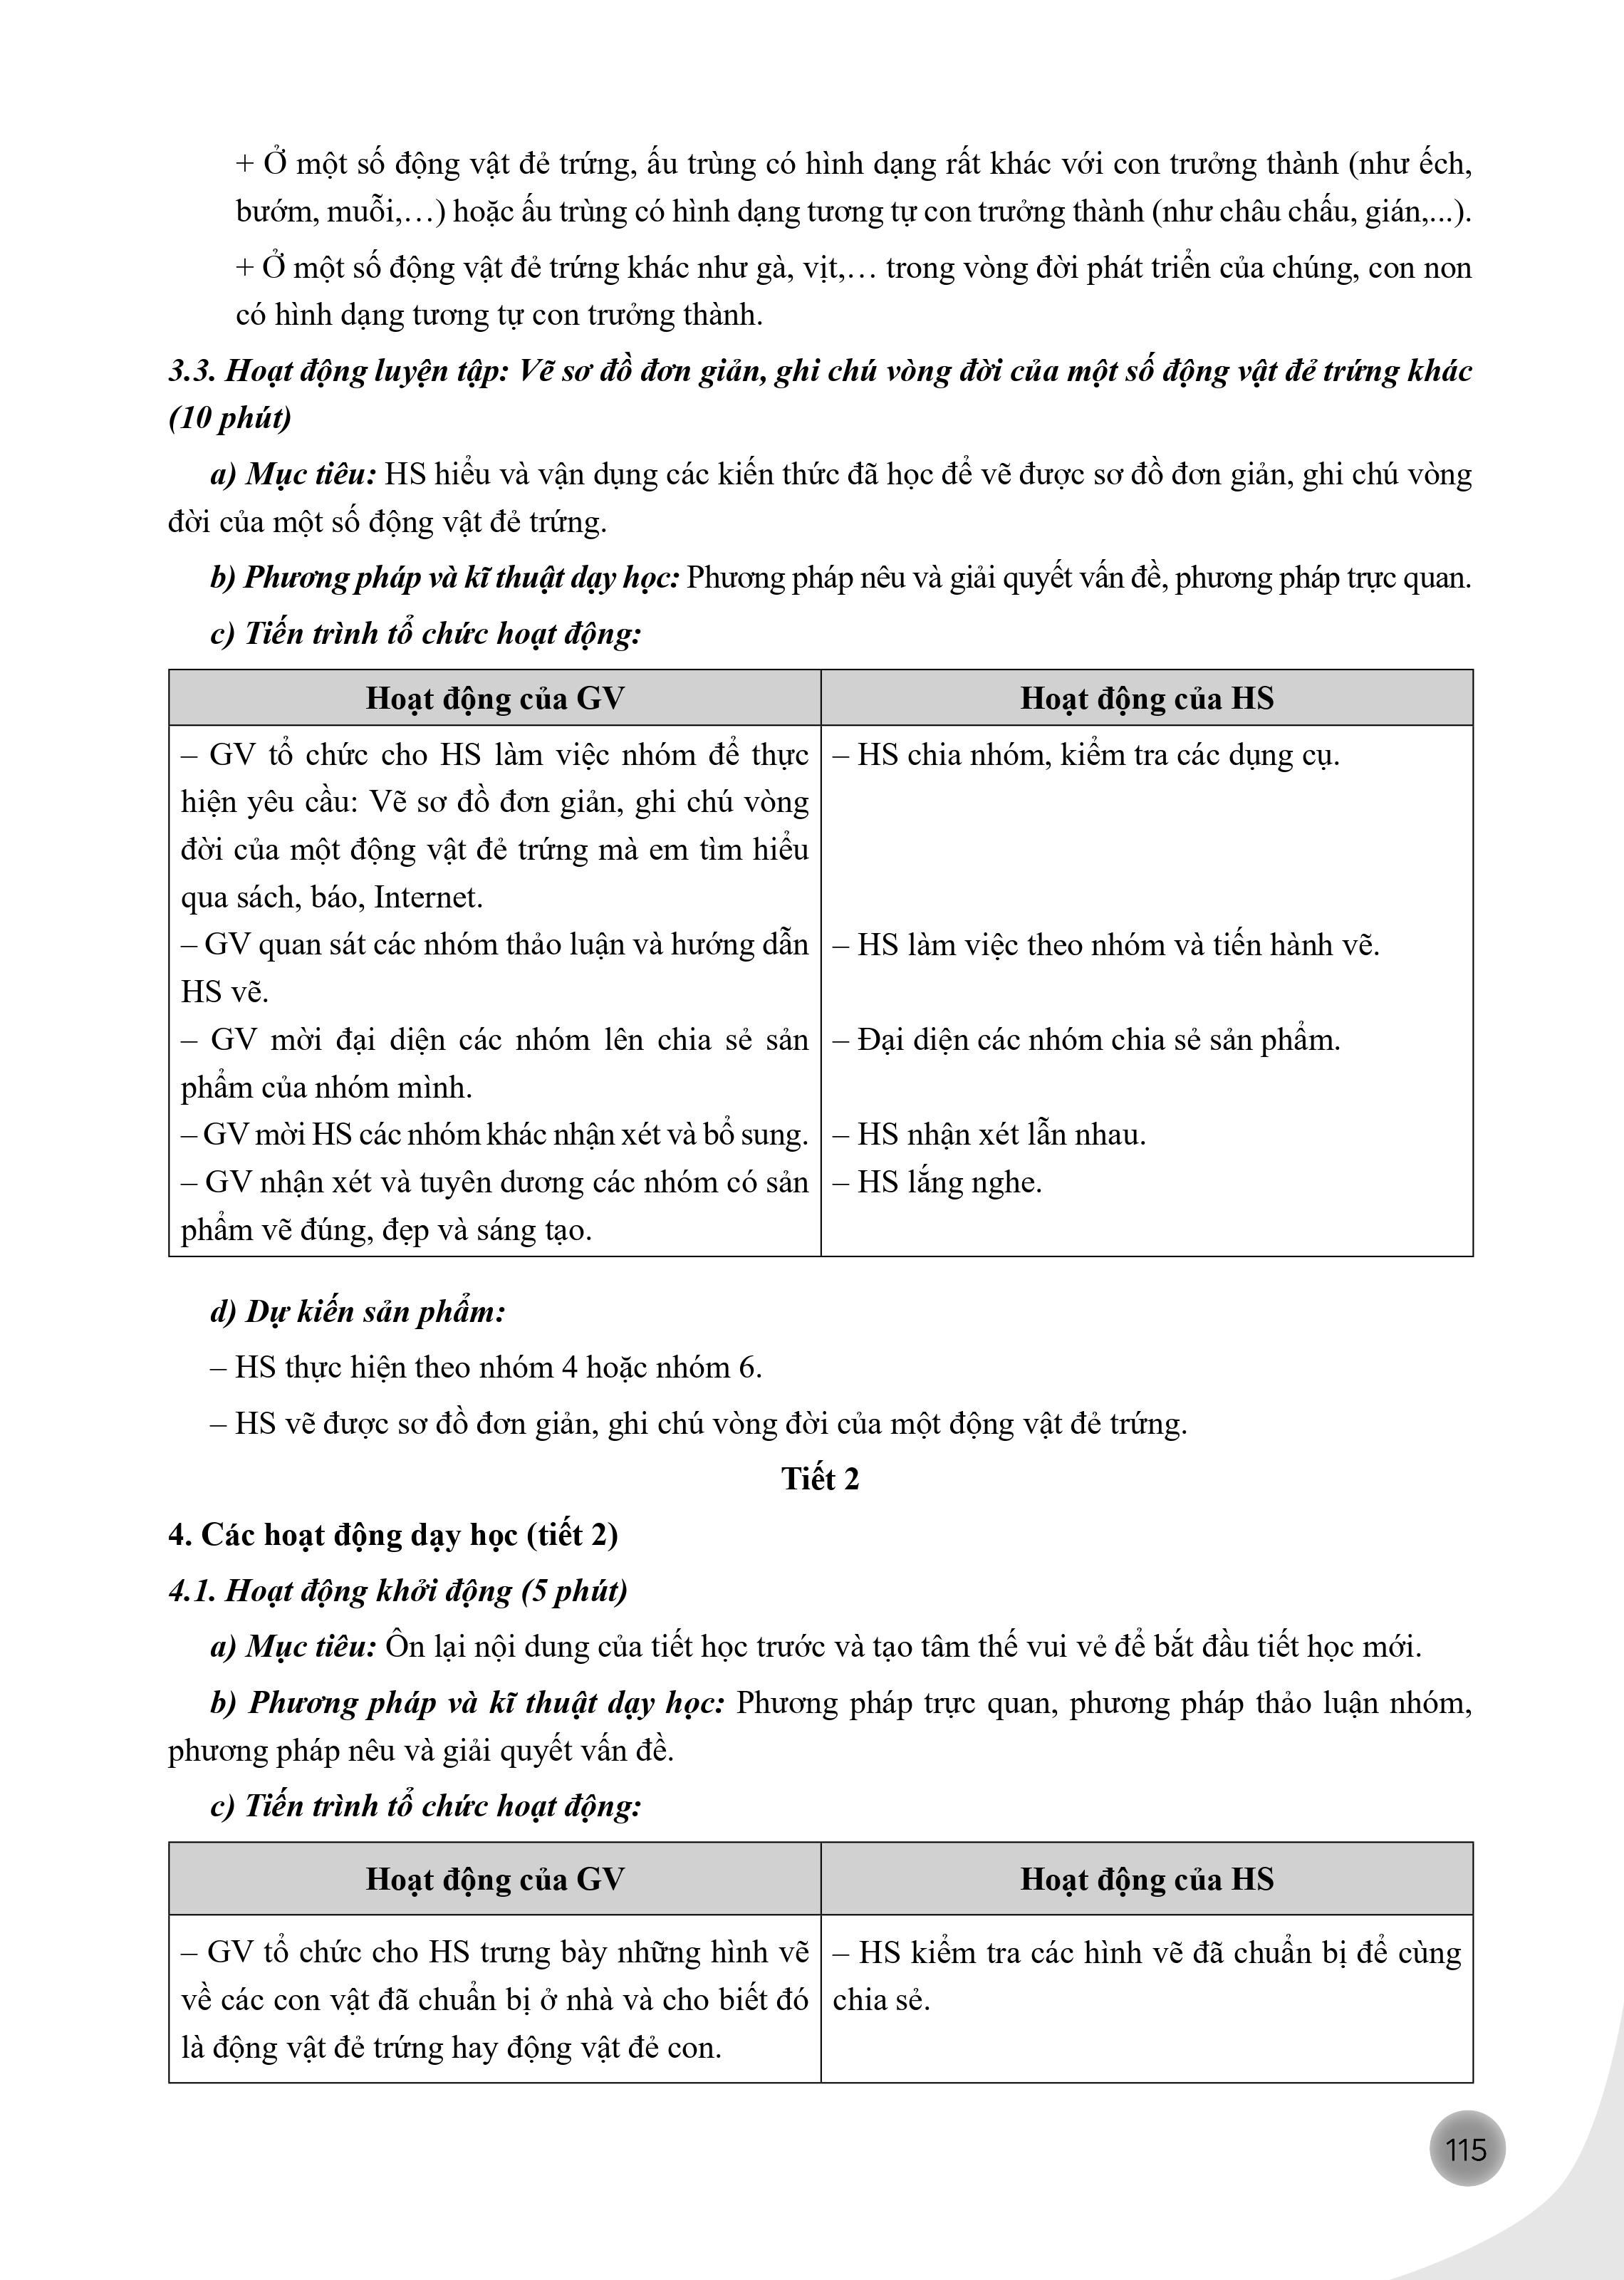 + Ở một số động vật đẻ trứng, ấu trùng có hình dạng rất khác với con trưởng thành (như ếch,
bướm, muỗi,…) hoặc ấu trùng có hình dạng tương tự con trưởng thành (như châu chấu, gián,...).
+ Ở một số động vật đẻ trứng khác như gà, vịt,… trong vòng đời phát triển của chúng, con non
có hình dạng tương tự con trưởng thành.
3.3. Hoạt động luyện tập: Vẽ sơ đồ đơn giản, ghi chú vòng đời của một số động vật đẻ trứng khác
(10 phút)
a) Mục tiêu: HS hiểu và vận dụng các kiến thức đã học để vẽ được sơ đồ đơn giản, ghi chú vòng
đời của một số động vật đẻ trứng.
b) Phương pháp và kĩ thuật dạy học: Phương pháp nêu và giải quyết vấn đề, phương pháp trực quan.
c) Tiến trình tổ chức hoạt động:
Hoạt động của GV
Hoạt động của HS
– GV tổ chức cho HS làm việc nhóm để thực
hiện yêu cầu: Vẽ sơ đồ đơn giản, ghi chú vòng
đời của một động vật đẻ trứng mà em tìm hiểu
qua sách, báo, Internet.
– GV quan sát các nhóm thảo luận và hướng dẫn
HS vẽ.
– GV mời đại diện các nhóm lên chia sẻ sản
phẩm của nhóm mình.
– GV mời HS các nhóm khác nhận xét và bổ sung.
– GV nhận xét và tuyên dương các nhóm có sản
phẩm vẽ đúng, đẹp và sáng tạo.
– HS chia nhóm, kiểm tra các dụng cụ.
– HS làm việc theo nhóm và tiến hành vẽ.
– Đại diện các nhóm chia sẻ sản phẩm.
– HS nhận xét lẫn nhau.
– HS lắng nghe.
d) Dự kiến sản phẩm:
– HS thực hiện theo nhóm 4 hoặc nhóm 6.
– HS vẽ được sơ đồ đơn giản, ghi chú vòng đời của một động vật đẻ trứng.
Tiết 2
4. Các hoạt động dạy học (tiết 2)
4.1. Hoạt động khởi động (5 phút)
a) Mục tiêu: Ôn lại nội dung của tiết học trước và tạo tâm thế vui vẻ để bắt đầu tiết học mới.
b) Phương pháp và kĩ thuật dạy học: Phương pháp trực quan, phương pháp thảo luận nhóm,
phương pháp nêu và giải quyết vấn đề.
c) Tiến trình tổ chức hoạt động:
Hoạt động của GV
Hoạt động của HS
– GV tổ chức cho HS trưng bày những hình vẽ
về các con vật đã chuẩn bị ở nhà và cho biết đó
là động vật đẻ trứng hay động vật đẻ con.
– HS kiểm tra các hình vẽ đã chuẩn bị để cùng
chia sẻ.
115